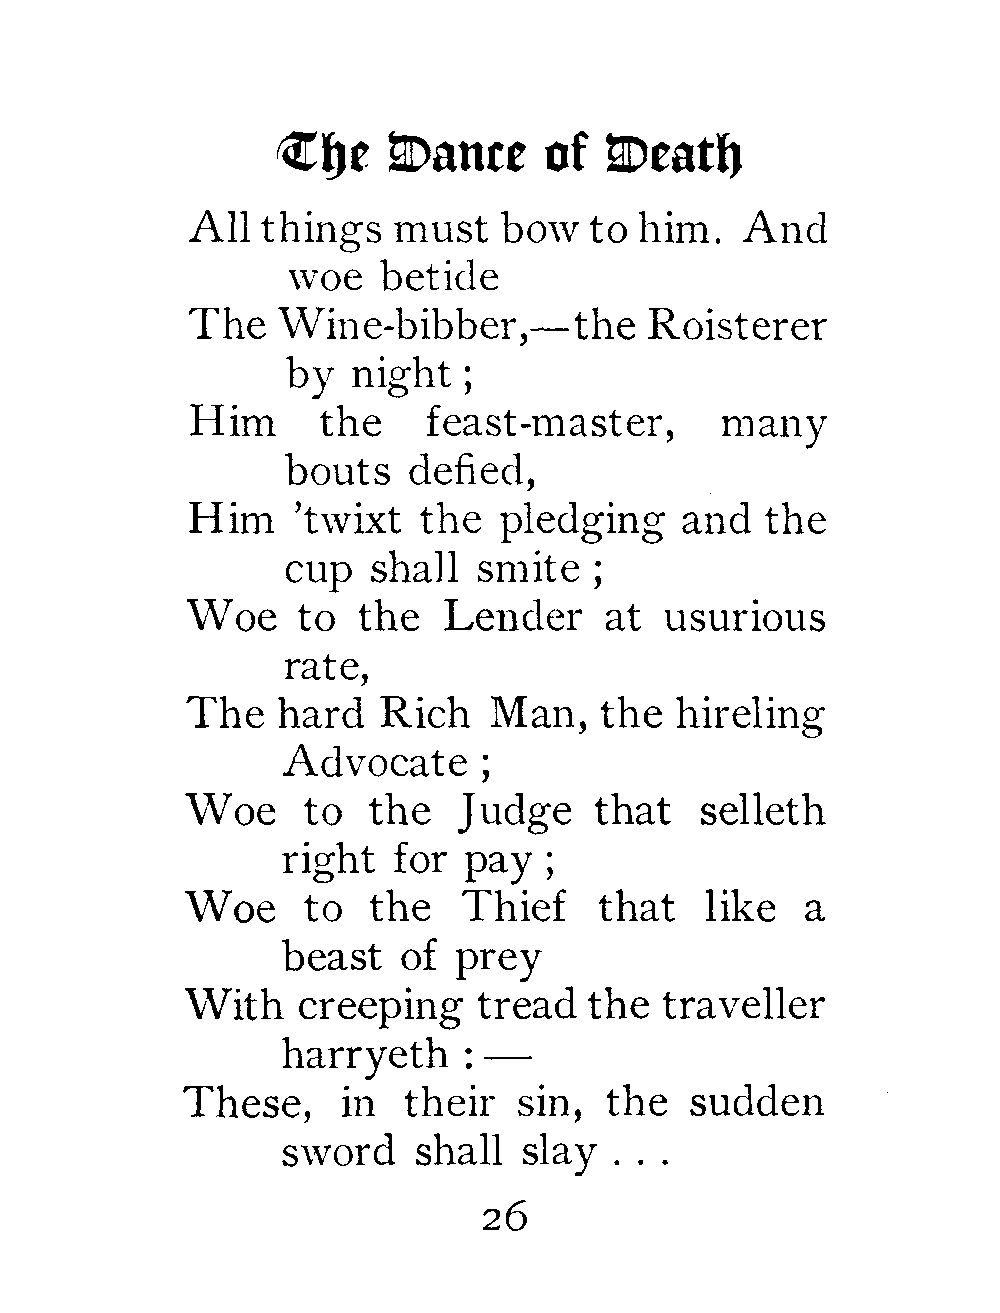 The Dance of Death
All things must bow to him. And
woe betide
The Wine-bibber,—the Roisterer
by night ;
Him the feast-master, many
bouts defied,
Him ’twixt the pledging and the
cup shall smite ;
Woe to the Lender at usurious
rate,
The hard Rich Man, the hireling
Advocate ;
Woe to the Judge that selleth
right for pay ;
Woe to the Thief that like a
beast of prey
With creeping tread the traveller
harryeth :—
These, in their sin, the sudden
sword shall slay . . .
26